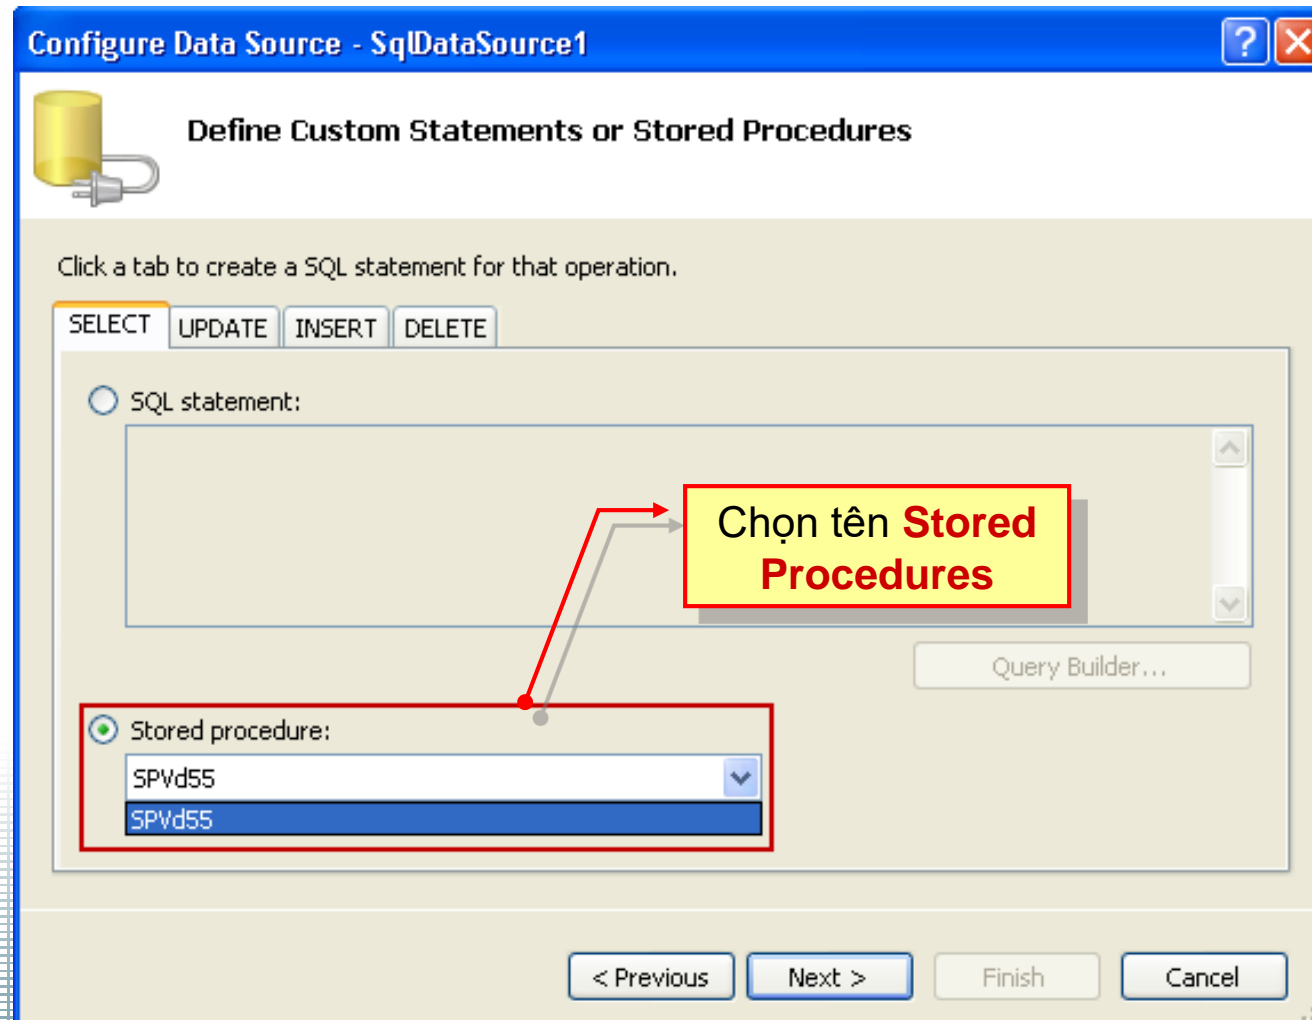 Configure Data Source - SqlDataSource1
Define Custom Statements or Stored Procedures
Click a tab to create a SQL statement for that operation.
SELECT UPDATE INSERT DELETE
SQL statement:
Chọn tên Stored
Procedures
Query Builder...
Stored procedure:
SPVd55
SPVd55
< Previous Next > Finish Cancel